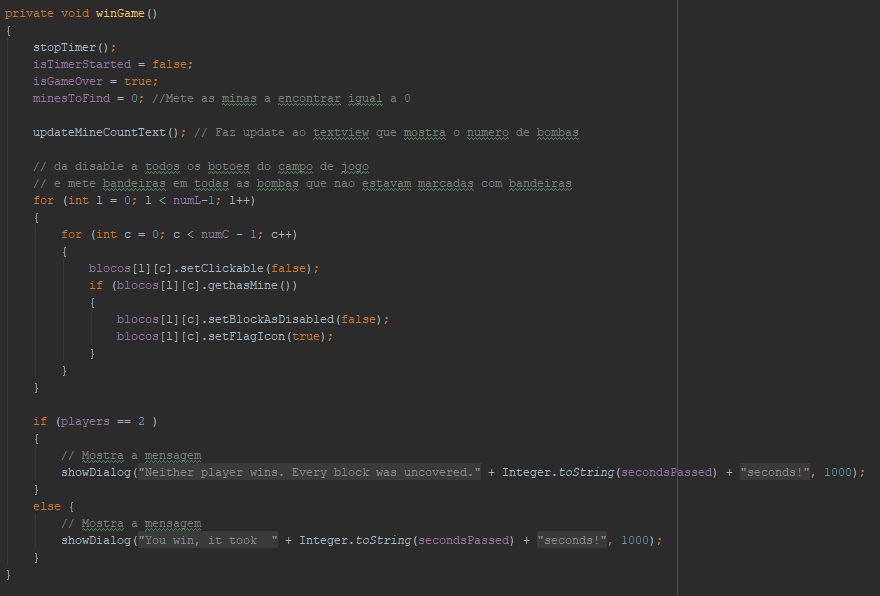 private void winGame()
{
stopTimer();
isTimerStarted = false;
isGameOver = true;
minesToFind = 0; //Mete as minas a encontrar igual a 0
updateMineCountText(); // Faz update ao textview que mostra o numero de bombas
// da disable a todos os botoes do campo de jogo
// e mete bandeiras em todas as bombas que nao estavam marcadas com bandeiras
for (int l = 0; l < numL-1; l++)
{
for (int c = 0; c < numC - 1; c++)
{
blocos[l][c].setClickable(false);
if (blocos[l][c].gethasMine())
{
blocos[l][c].setBlockAsDisabled(false);
blocos[l][c].setFlagIcon(true);
}
}
}
if (players == 2 )
{
// Mostra a mensagem
showDialog("Neither player wins. Every block was uncovered." + Integer.toString(secondsPassed) + "seconds!", 1000);
}
else {
// Mostra a mensagem
showDialog("You win, it took  " + Integer.toString(secondsPassed) + "seconds!", 1000);
}
}